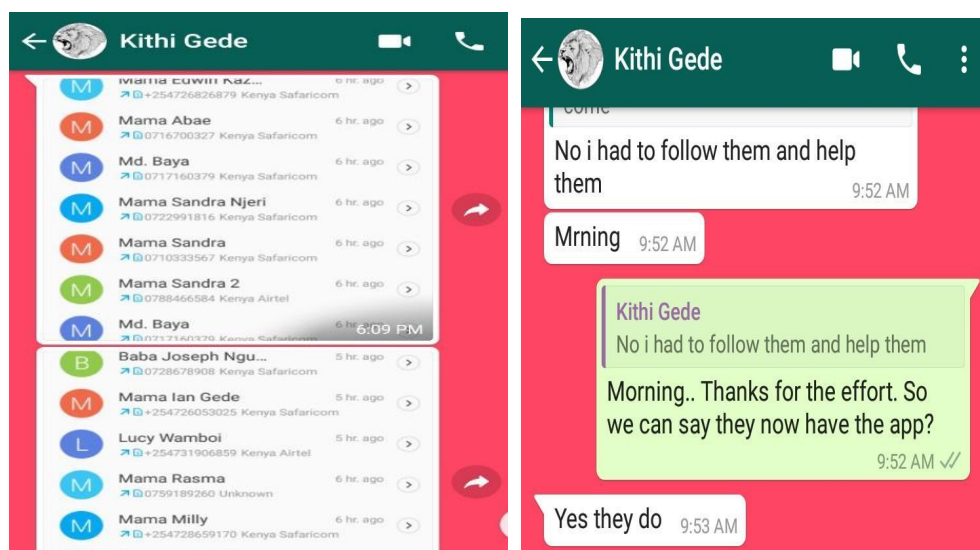 Kithi Gede
Mama Edwin Kaz...
6 hr. ago
+254726826879 Kenya Safaricom
Mama Abae
6 hr. ago
0716700327 Kenya Safaricom
Md. Baya
6 hr. ago
0717160379 Kenya Safaricom
Mama Sandra Njeri
6 hr. ago
0722991816 Kenya Safaricom
Mama Sandra
6 hr. ago
0710333567 Kenya Safaricom
Mama Sandra 2
6 hr. ago
0788466584 Kenya Airtel
Md. Baya
6 hr. ago
0717160379 Kenya Safaricom
6:09 PM
Baba Joseph Ngu...
5 hr. ago
0728678908 Kenya Safaricom
Mama Ian Gede
5 hr. ago
+254726053025 Kenya Safaricom
Lucy Wamboi
5 hr. ago
+254731906859 Kenya Airtel
Mama Rasma
6 hr. ago
0759189260 Unknown
Mama Milly
6 hr. ago
+254728659170 Kenya Safaricom
Kithi Gede
come
No i had to follow them and help
them
9:52 AM
Mrning 9:52 AM
Kithi Gede
No i had to follow them and help them
Morning.. Thanks for the effort. So
we can say they now have the app?
9:52 AM
Yes they do 9:53 AM